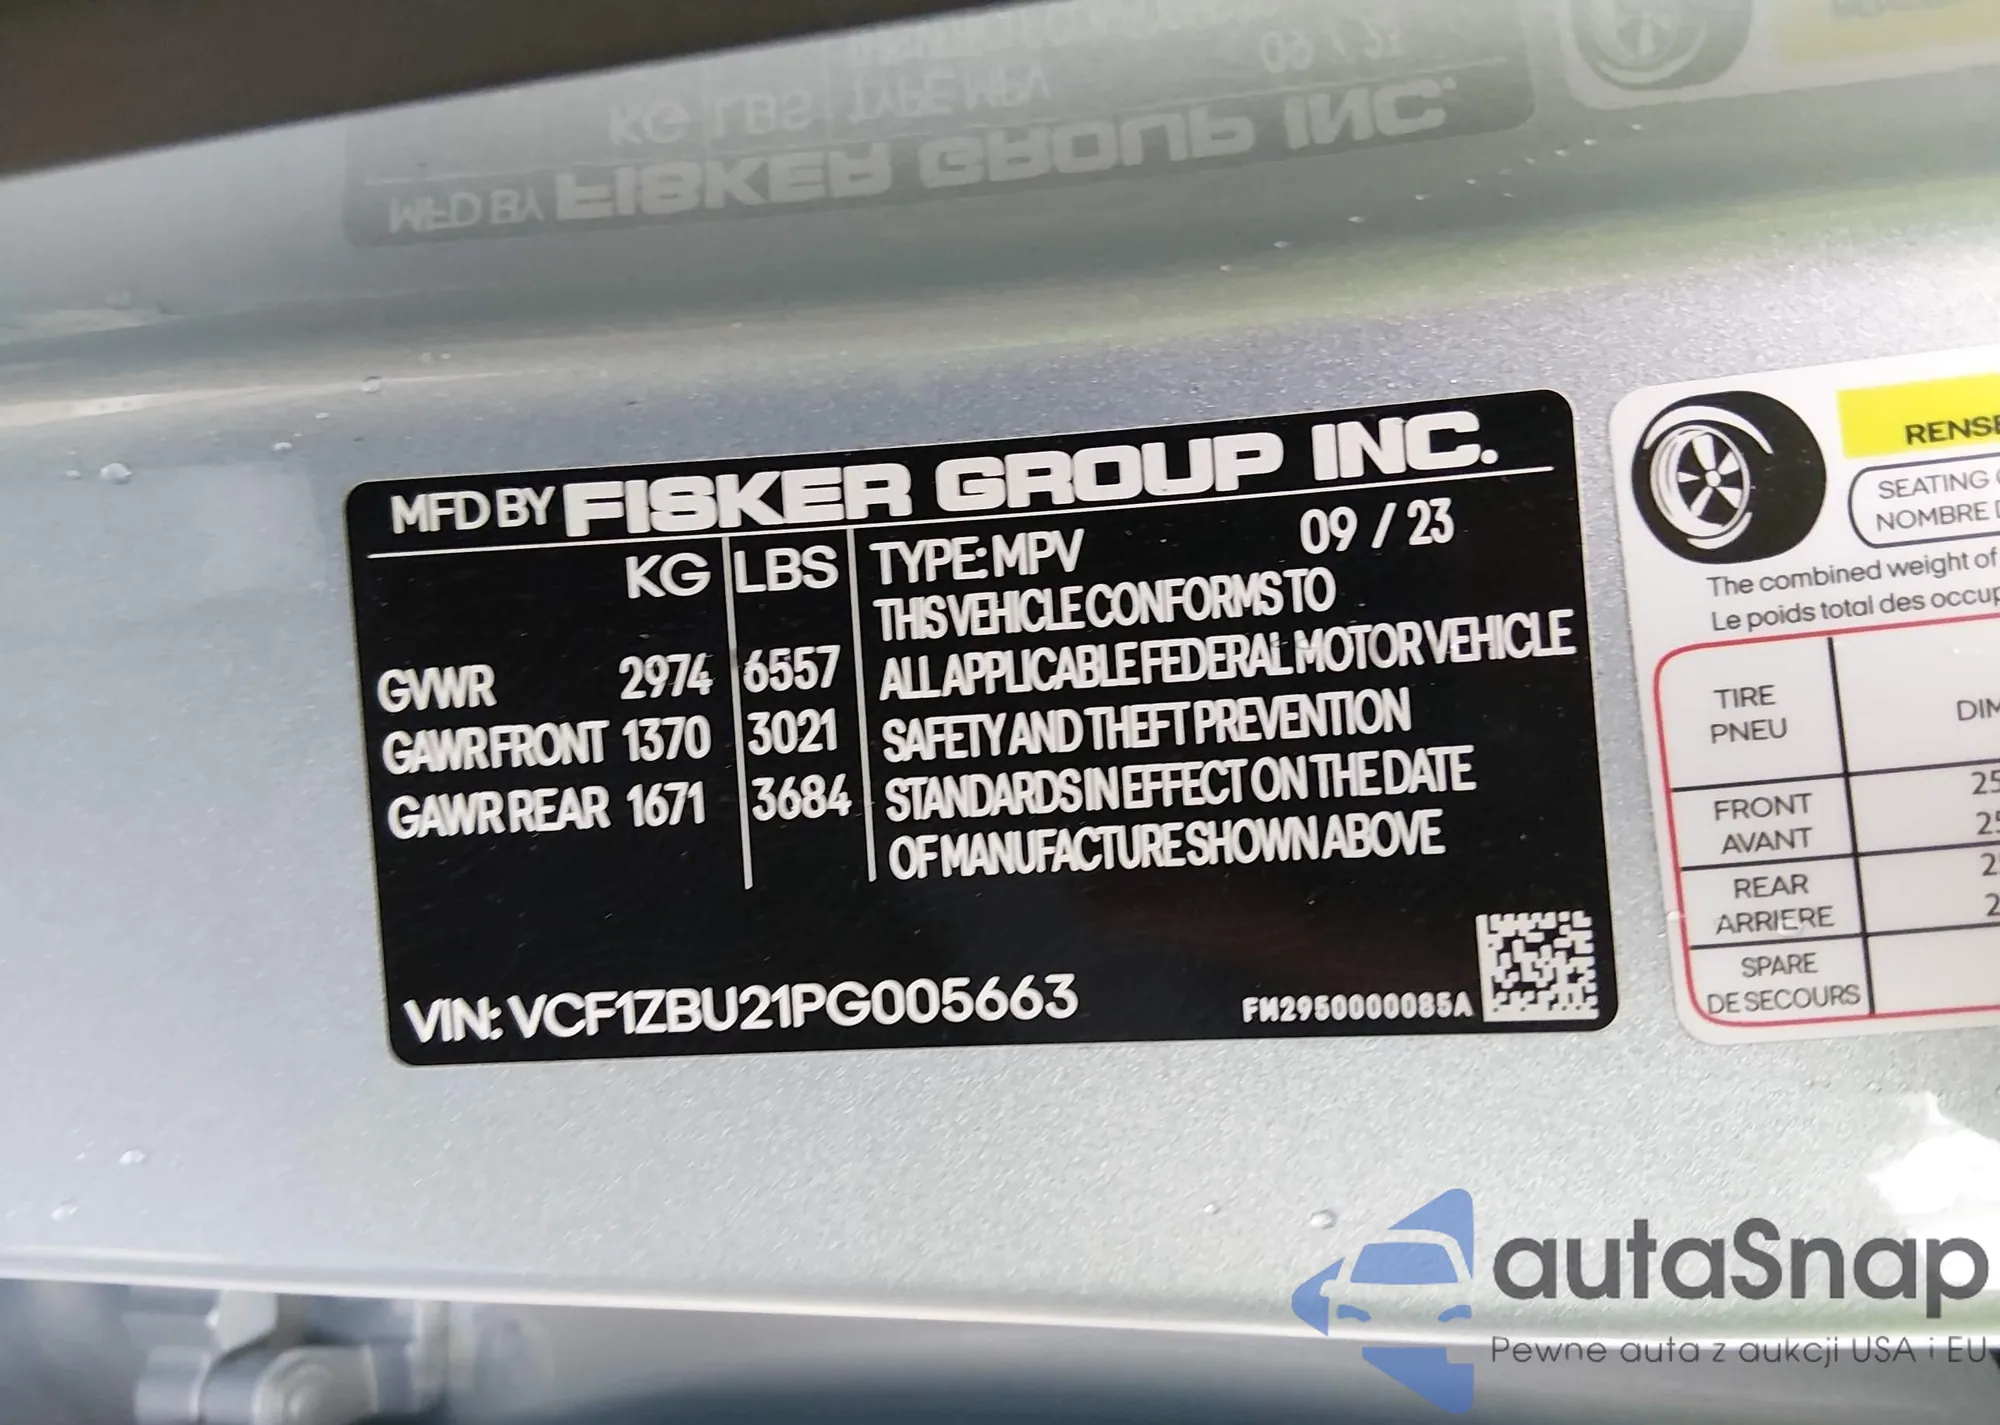 MFD BY FISKER GROUP INC.
KG LBS TYPE: MPV 09 / 23
THIS VEHICLE CONFORMS TO
GVWR 2974 6557 ALL APPLICABLE FEDERAL MOTOR VEHICLE
GAWR FRONT 1370 3021 SAFETY AND THEFT PREVENTION
GAWR REAR 1671 3684 STANDARDS IN EFFECT ON THE DATE
OF MANUFACTURE SHOWN ABOVE
VIN: VCF1ZBU21PG005663
FM2950000085A
SEATING
NOMBRE
The combined weight of
Le poids total des
TIRE
PNEU
FRONT
AVANT
REAR
ARRIERE
SPARE
DE SECOURS
autaSnap
Pewne auta z aukcji USA i EU